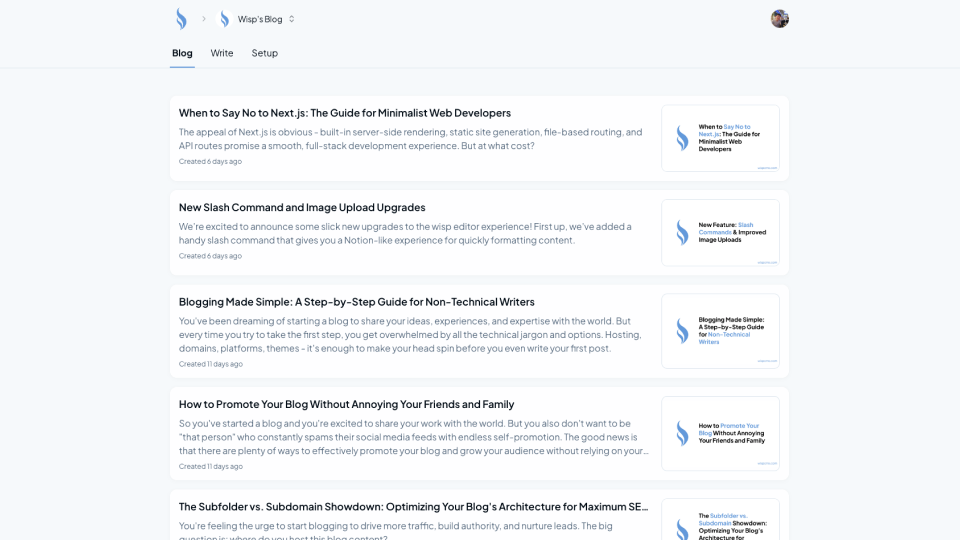 Wisp's Blog
Blog Write Setup
When to Say No to Next.js: The Guide for Minimalist Web Developers
The appeal of Next.js is obvious - built-in server-side rendering, static site generation, file-based routing, and
API routes promise a smooth, full-stack development experience. But at what cost?
Created 6 days ago
When to Say No to
Next.js: The Guide for
Minimalist Web
Developers
New Slash Command and Image Upload Upgrades
We're excited to announce some slick new upgrades to the wisp editor experience! First up, we've added a
handy slash command that gives you a Notion-like experience for quickly formatting content.
Created 6 days ago
New Feature: Slash
Commands & Improved
Image Uploads
Blogging Made Simple: A Step-by-Step Guide for Non-Technical Writers
You've been dreaming of starting a blog to share your ideas, experiences, and expertise with the world. But
every time you try to take the first step, you get overwhelmed by all the technical jargon and options. Hosting,
domains, platforms, themes - it's enough to make your head spin before you even write your first post.
Created 11 days ago
Blogging Made Simple:
A Step-by-Step Guide
for Non-Technical
Writers
How to Promote Your Blog Without Annoying Your Friends and Family
So you've started a blog and you're excited to share your work with the world. But you also don't want to be
"that person" who constantly spams their social media feeds with endless self-promotion. The good news is
that there are plenty of ways to effectively promote your blog and grow your audience without relying on your...
Created 11 days ago
How to Promote Your
Blog Without Annoying
Your Friends and Family
The Subfolder vs. Subdomain Showdown: Optimizing Your Blog's Architecture for Maximum SE...
You're feeling the urge to start blogging to drive more traffic, build authority, and nurture leads. The big
question is: where do you host this blog content?
The Subfolder vs.
Subdomain Showdown:
Optimizing Your Blog's
Architecture for